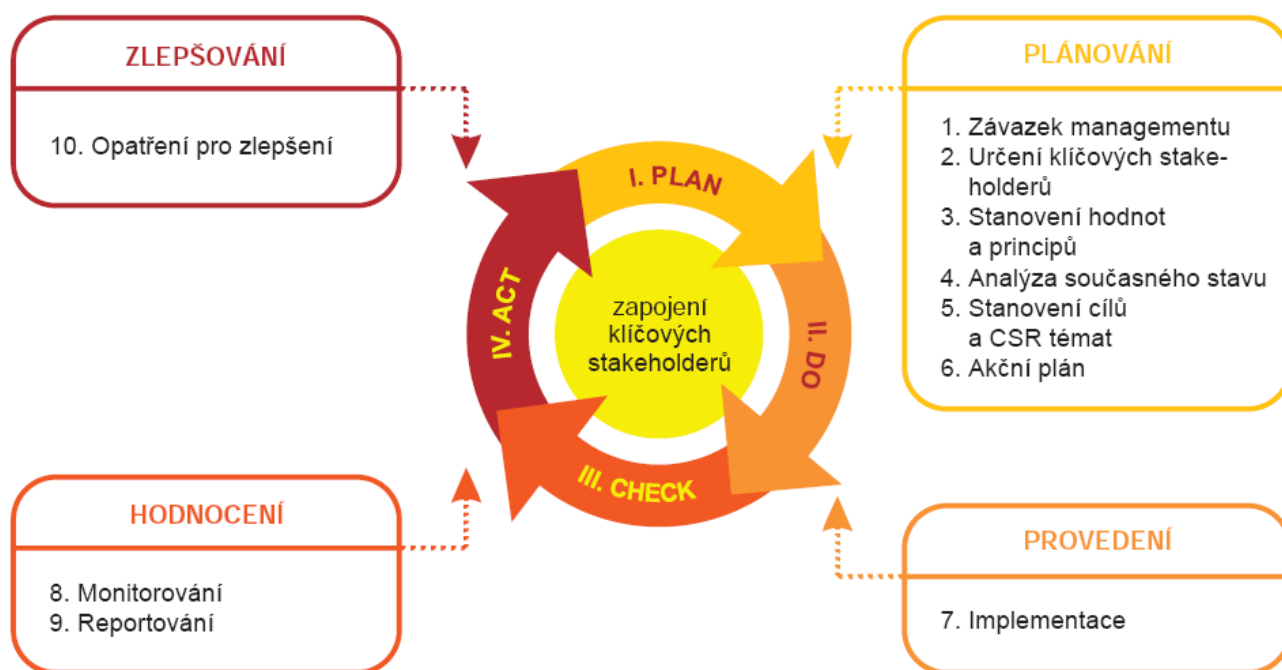 ZLEPŠOVÁNÍ
10. Opatření pro zlepšení
PLÁNOVÁNÍ
1. Závazek managementu
2. Určení klíčových stake-
holderů
3. Stanovení hodnot
a principů
4. Analýza současného stavu
5. Stanovení cílů
a CSR témat
6. Akční plán
I. PLAN
II. DO
III. CHECK
IV. ACT
zapojení
klíčových
stakeholderů
HODNOCENÍ
8. Monitorování
9. Reportování
PROVEDENÍ
7. Implementace